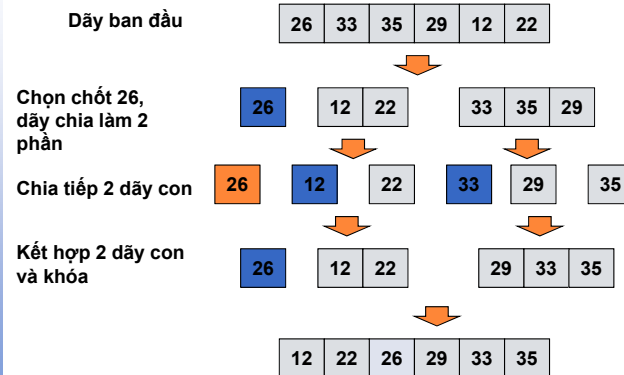 Dãy ban đầu
26 33 35 29 12 22
Chọn chốt 26,
dãy chia làm 2
phần
26 12 22 33 35 29
Chia tiếp 2 dãy con
26 12 22 33 29 35
Kết hợp 2 dãy con
và khóa
26 12 22 29 33 35
12 22 26 29 33 35